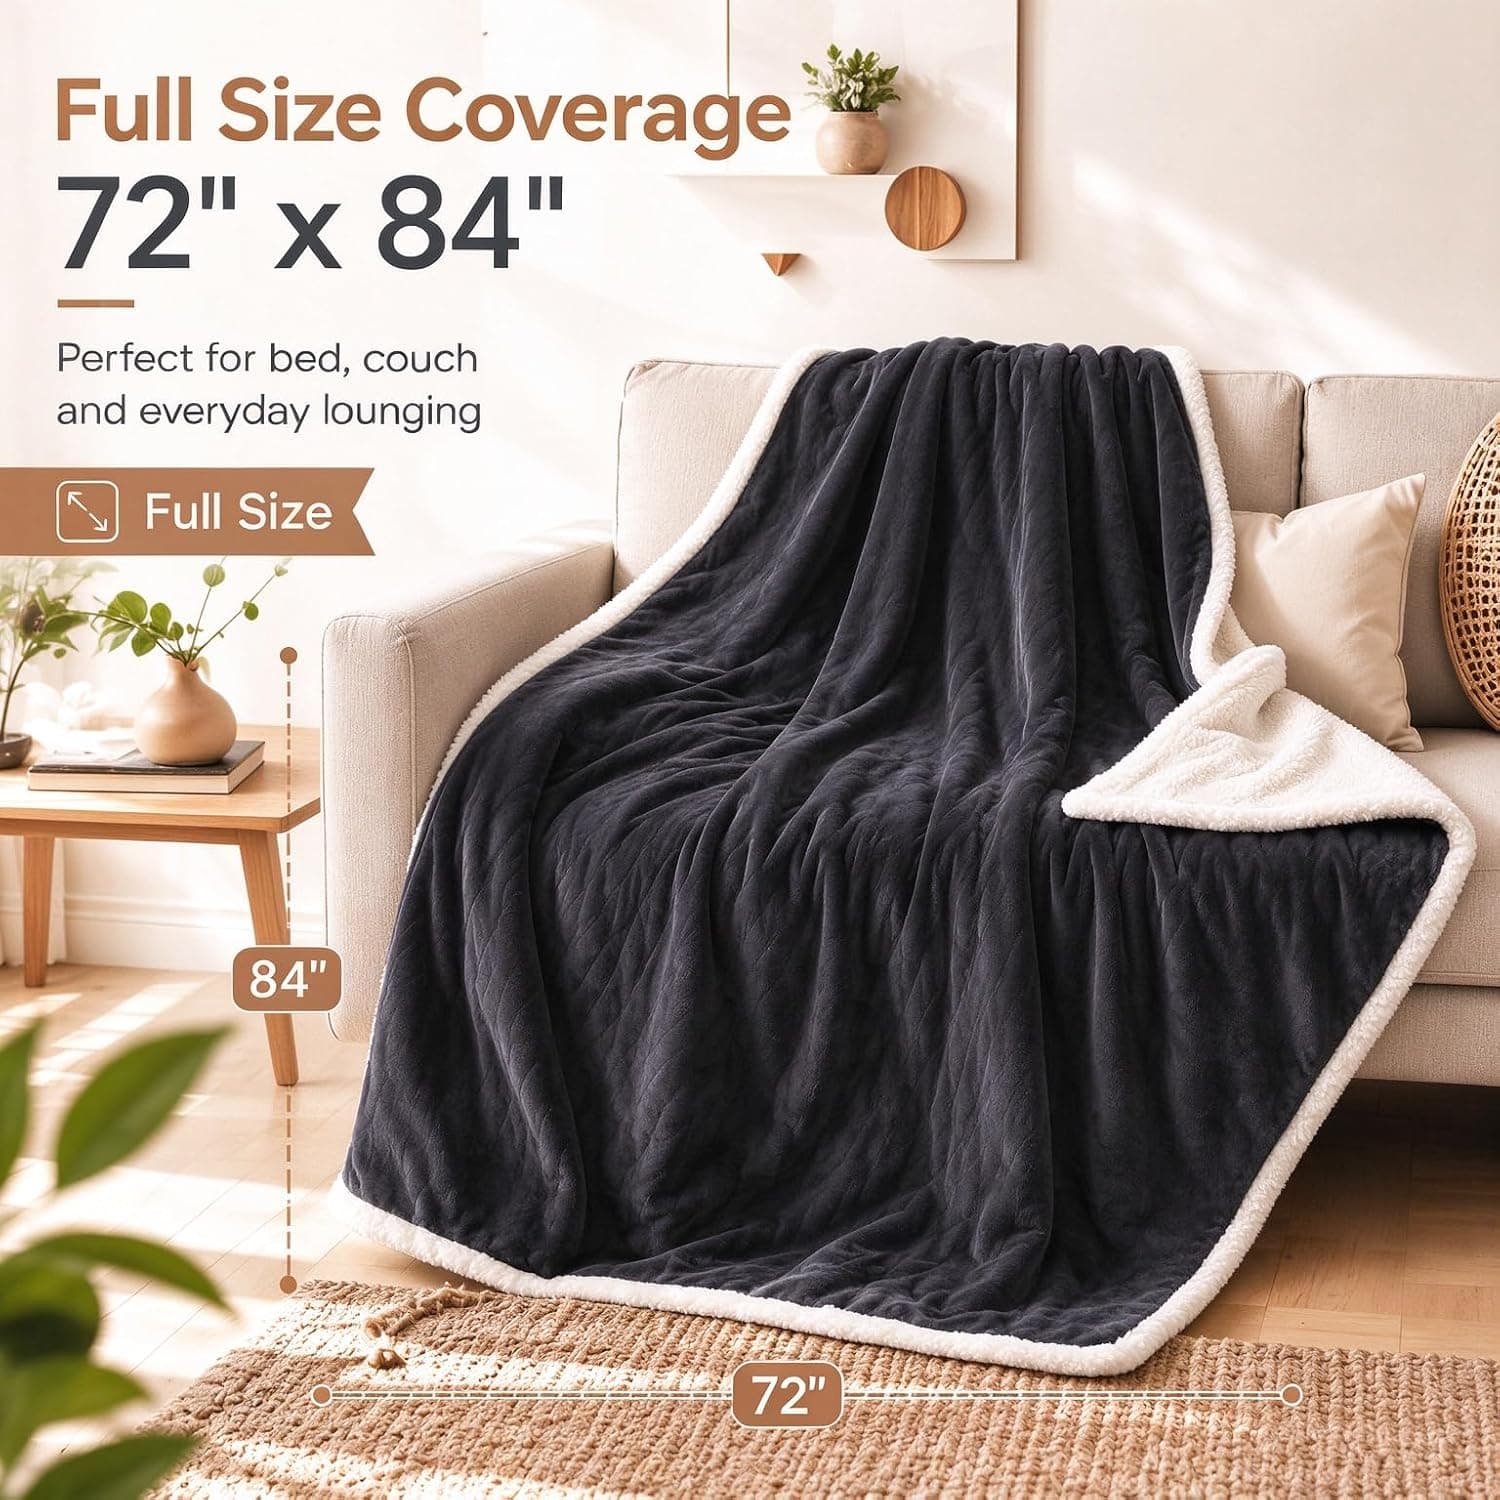 Full Size Coverage
72" x 84"
Perfect for bed, couch
and everyday lounging
Full Size
84"
72"